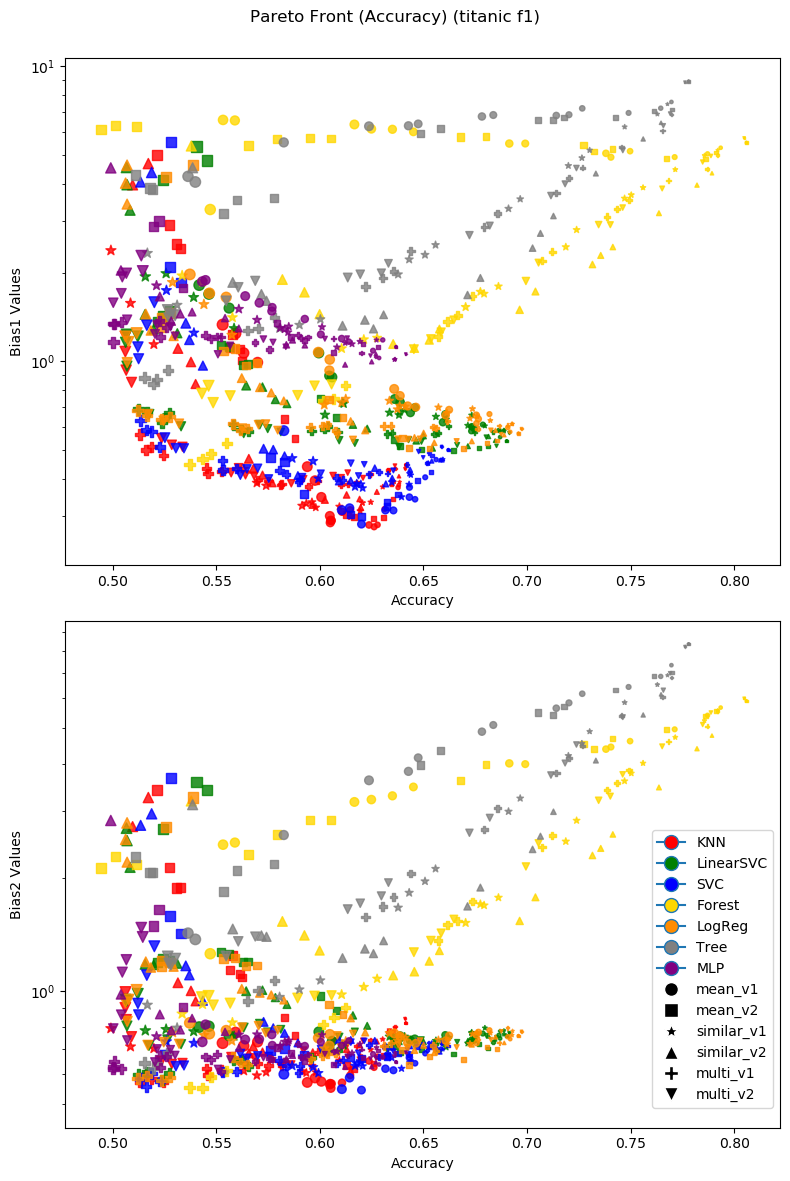 Pareto Front (Accuracy) (titanic f1)
10¹
10⁰
Bias1 Values
0.50 0.55 0.60 0.65 0.70 0.75 0.80
Accuracy
10⁰
Bias2 Values
KNN
LinearSVC
SVC
Forest
LogReg
Tree
MLP
mean_v1
mean_v2
similar_v1
similar_v2
multi_v1
multi_v2
0.50 0.55 0.60 0.65 0.70 0.75 0.80
Accuracy